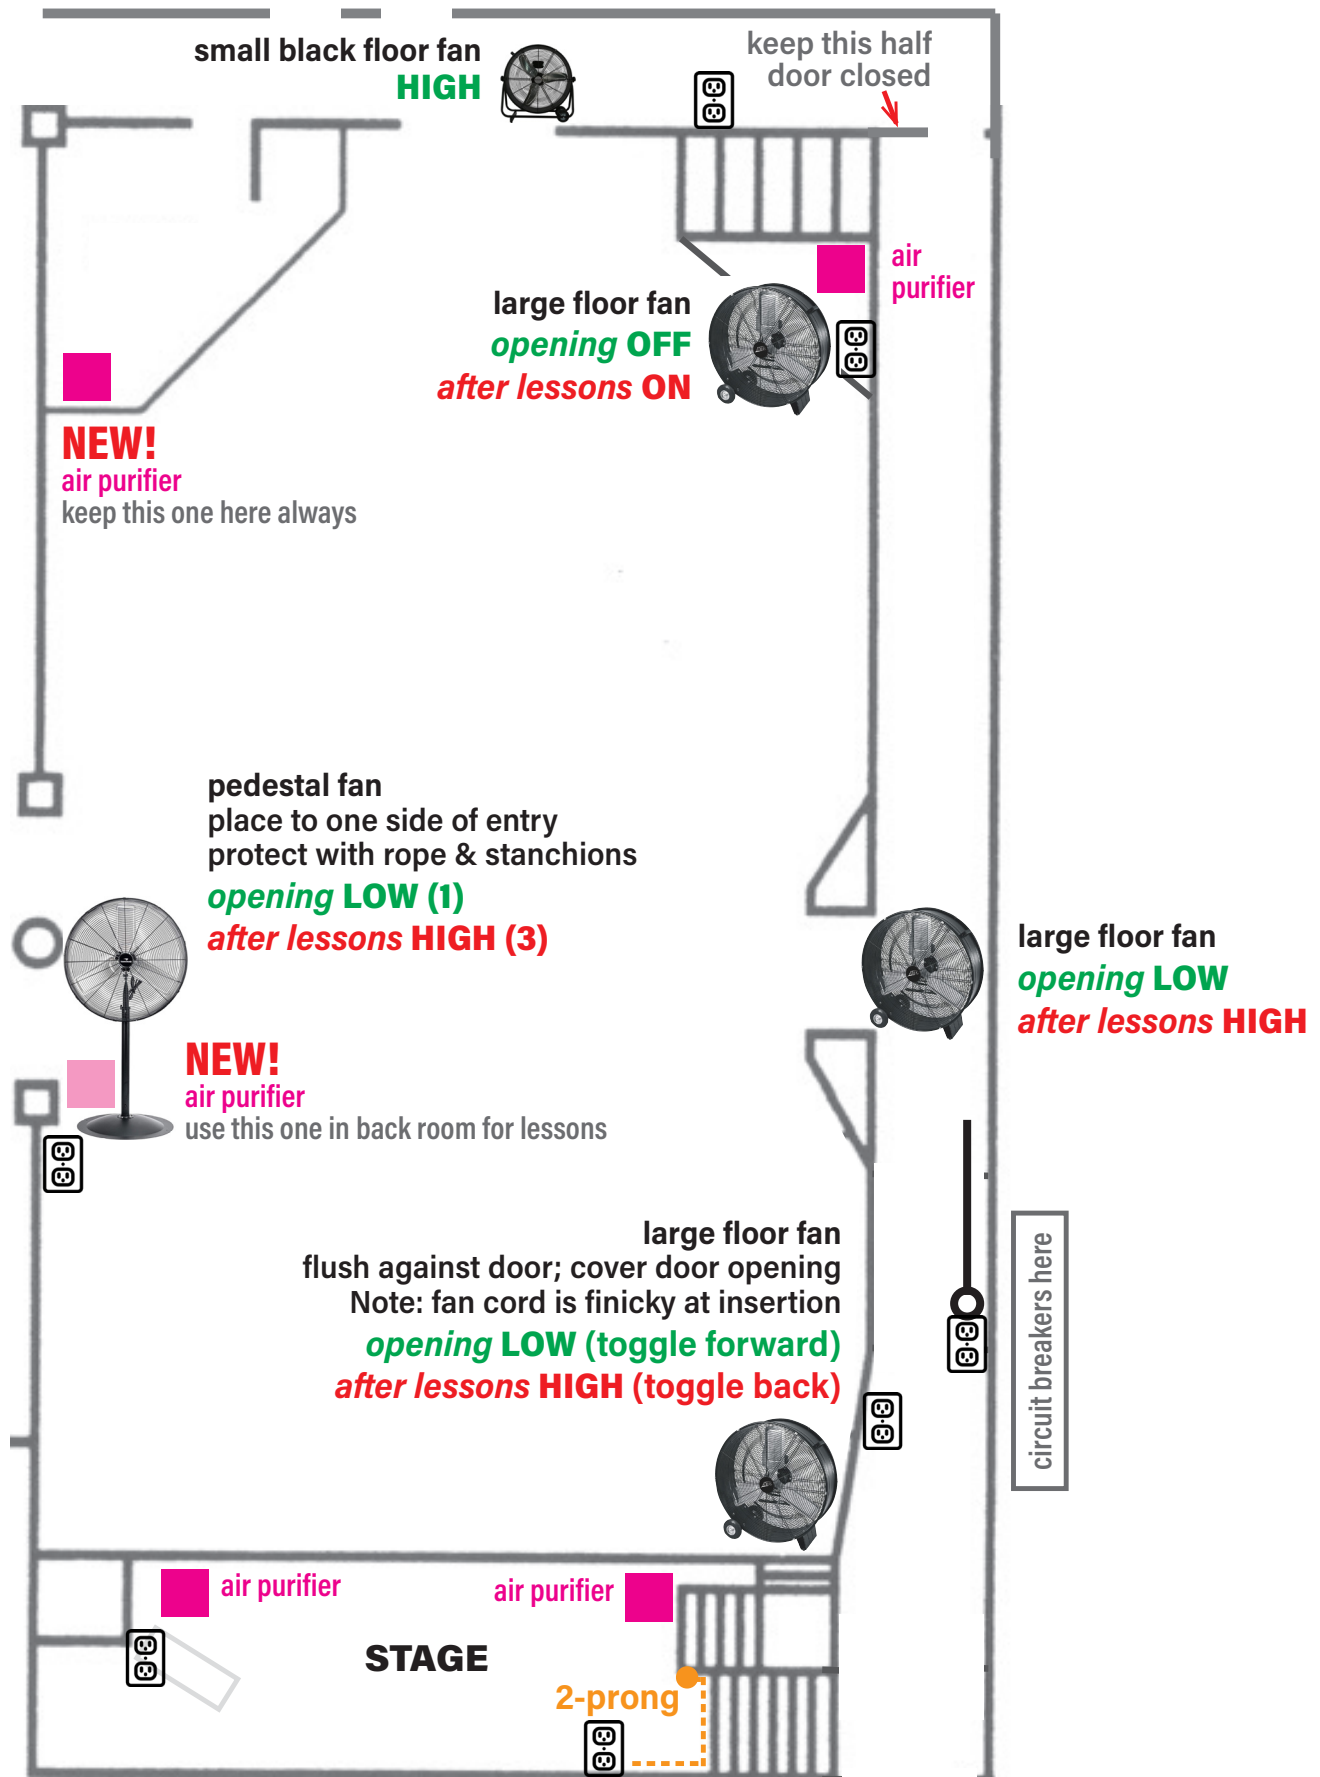 small black floor fan
HIGH
keep this half
door closed
air
purifier
large floor fan
opening OFF
after lessons ON
NEW!
air purifier
keep this one here always
pedestal fan
place to one side of entry
protect with rope & stanchions
opening LOW (1)
after lessons HIGH (3)
large floor fan
opening LOW
after lessons HIGH
NEW!
air purifier
use this one in back room for lessons
large floor fan
flush against door; cover door opening
Note: fan cord is finicky at insertion
opening LOW (toggle forward)
after lessons HIGH (toggle back)
circuit breakers here
air purifier
air purifier
STAGE
2-prong